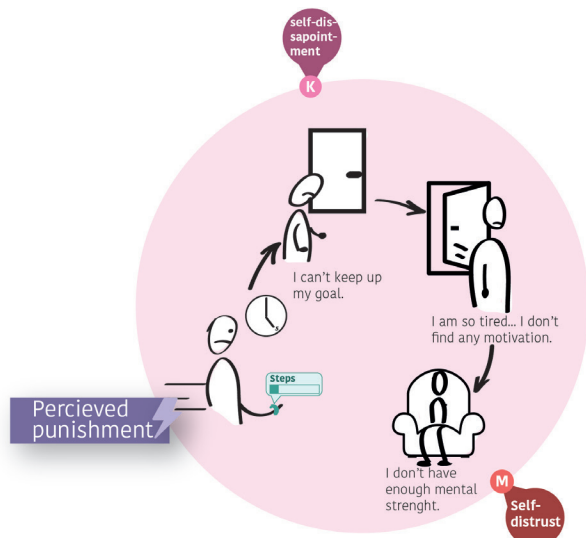 self-dis-
sapoint-
ment
K
I can't keep up
my goal.
I am so tired... I don't
find any motivation.
Steps
Percieved
punishment
I don't have
enough mental
strenght.
M
Self-
distrust